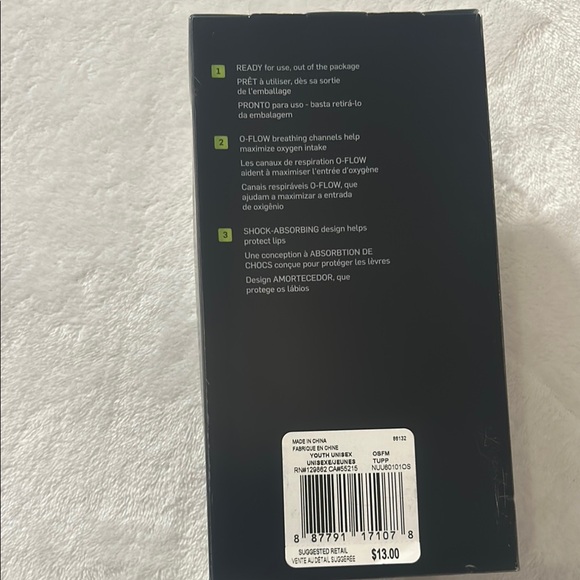 1 READY for use, out of the package
PRÊT à utiliser, dès sa sortie
de l'emballage
PRONTO para uso - basta retirá-lo
da embalagem
2 O-FLOW breathing channels help
maximize oxygen intake
Les canaux de respiration O-FLOW
aident à maximiser l'entrée d'oxygène
Canais respiráveis O-FLOW, que
ajudam a maximizar a entrada
de oxigênio
3 SHOCK-ABSORBING design helps
protect lips
Une conception à ABSORBTION DE
CHOCS conçue pour protéger les lèvres
Design AMORTECEDOR, que
protege os lábios
MADE IN CHINA 86132
FABRIQUE EN CHINE
YOUTH UNISEX OSFM
UNISEXE/JEUNES TUPP
RN#129862 CA#55215 NUU60101OS
8 87791 17107 8
SUGGESTED RETAIL
VENTE AU DETAIL SUGGEREE $13.00